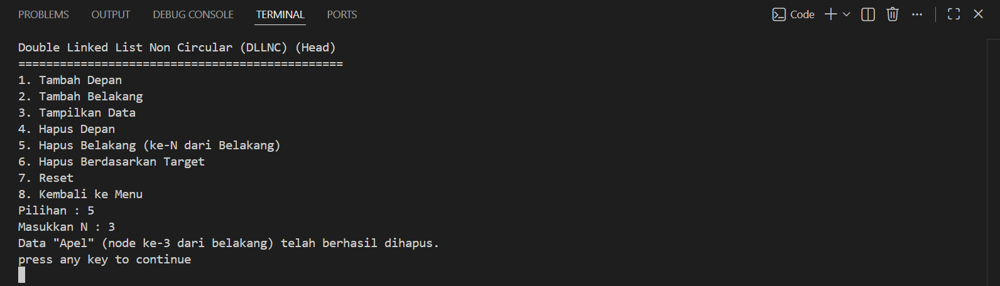 PROBLEMS OUTPUT DEBUG CONSOLE TERMINAL PORTS Code
Double Linked List Non Circular (DLLNC) (Head)
===============================================
1. Tambah Depan
2. Tambah Belakang
3. Tampilkan Data
4. Hapus Depan
5. Hapus Belakang (ke-N dari Belakang)
6. Hapus Berdasarkan Target
7. Reset
8. Kembali ke Menu
Pilihan : 5
Masukkan N : 3
Data "Apel" (node ke-3 dari belakang) telah berhasil dihapus.
press any key to continue